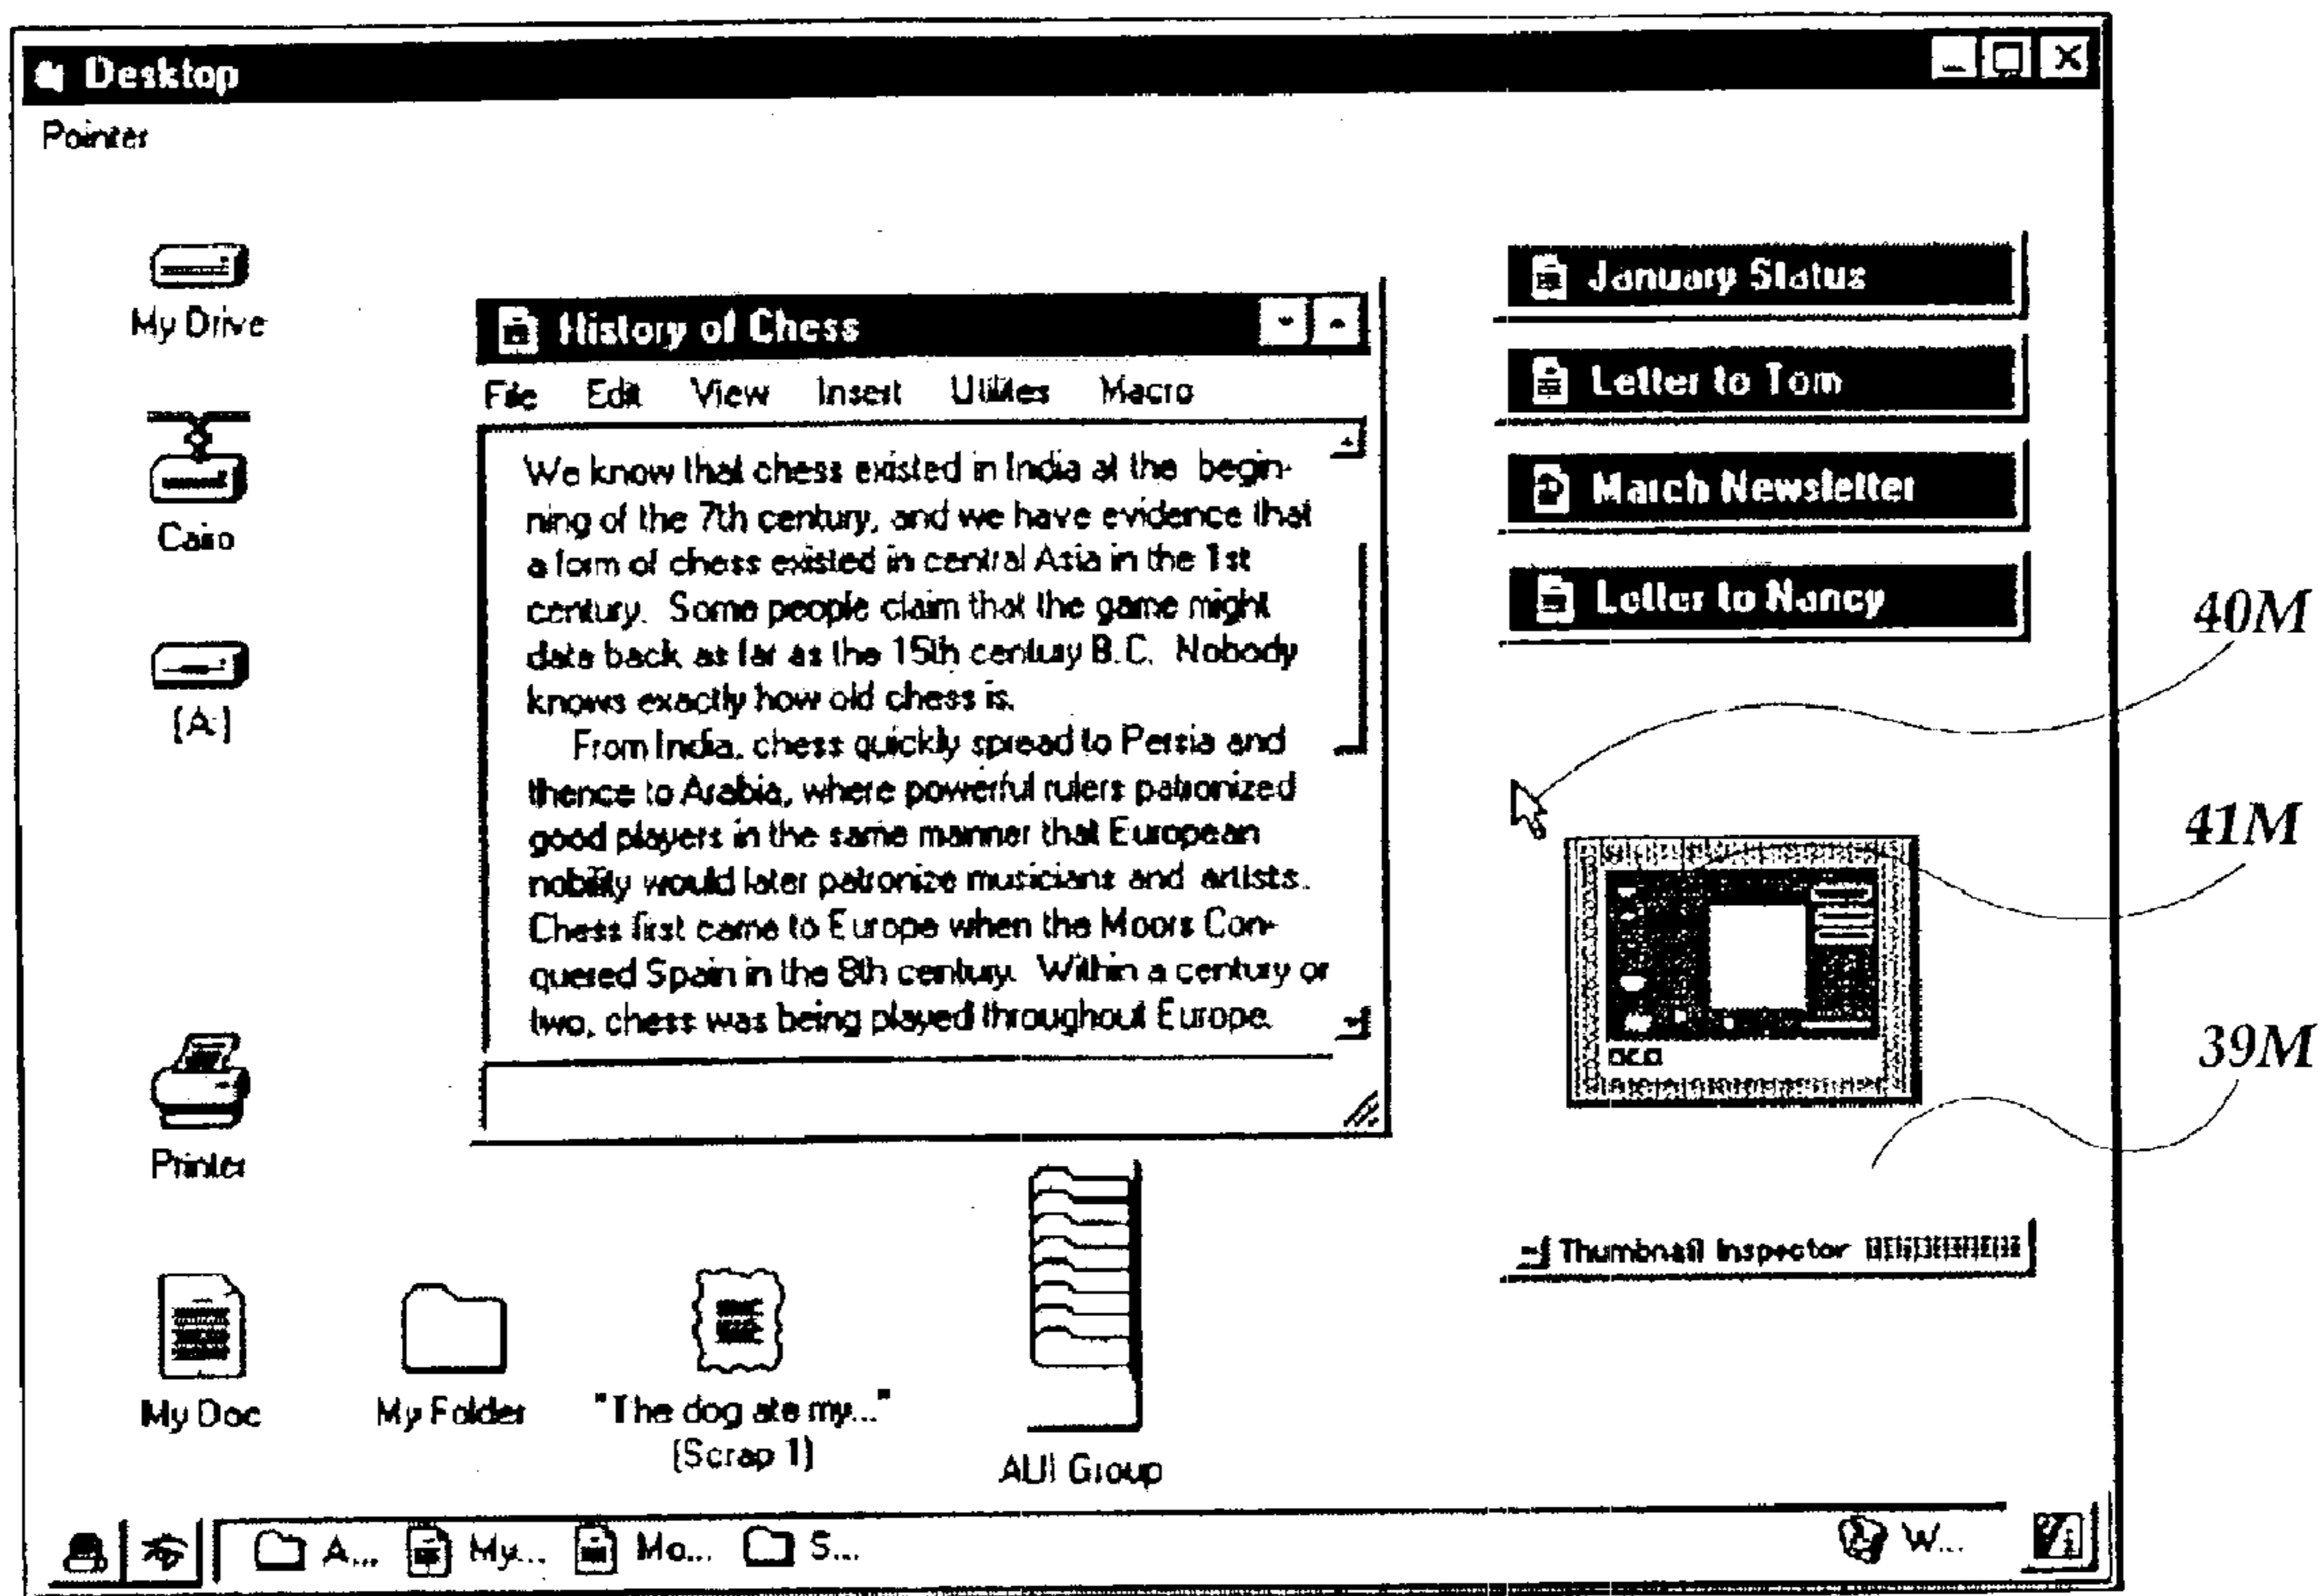 Desktop
Pointer
My Drive
Cairo
(A:)
Printer
My Doc
My Folder
"The dog ate my..."
(Scrap 1)
AUI Group
History of Chess
File Edit View Insert Utilities Macro
We know that chess existed in India at the begin-
ning of the 7th century, and we have evidence that
a form of chess existed in central Asia in the 1st
century. Some people claim that the game might
date back as far as the 15th century B.C. Nobody
knows exactly how old chess is.
From India, chess quickly spread to Persia and
thence to Arabia, where powerful rulers patronized
good players in the same manner that European
nobility would later patronize musicians and artists.
Chess first came to Europe when the Moors Con-
quered Spain in the 8th century. Within a century or
two, chess was being played throughout Europe.
January Status
Letter to Tom
March Newsletter
Letter to Nancy
40M
41M
39M
Thumbnail Inspector
A... My... Mo... S... W...